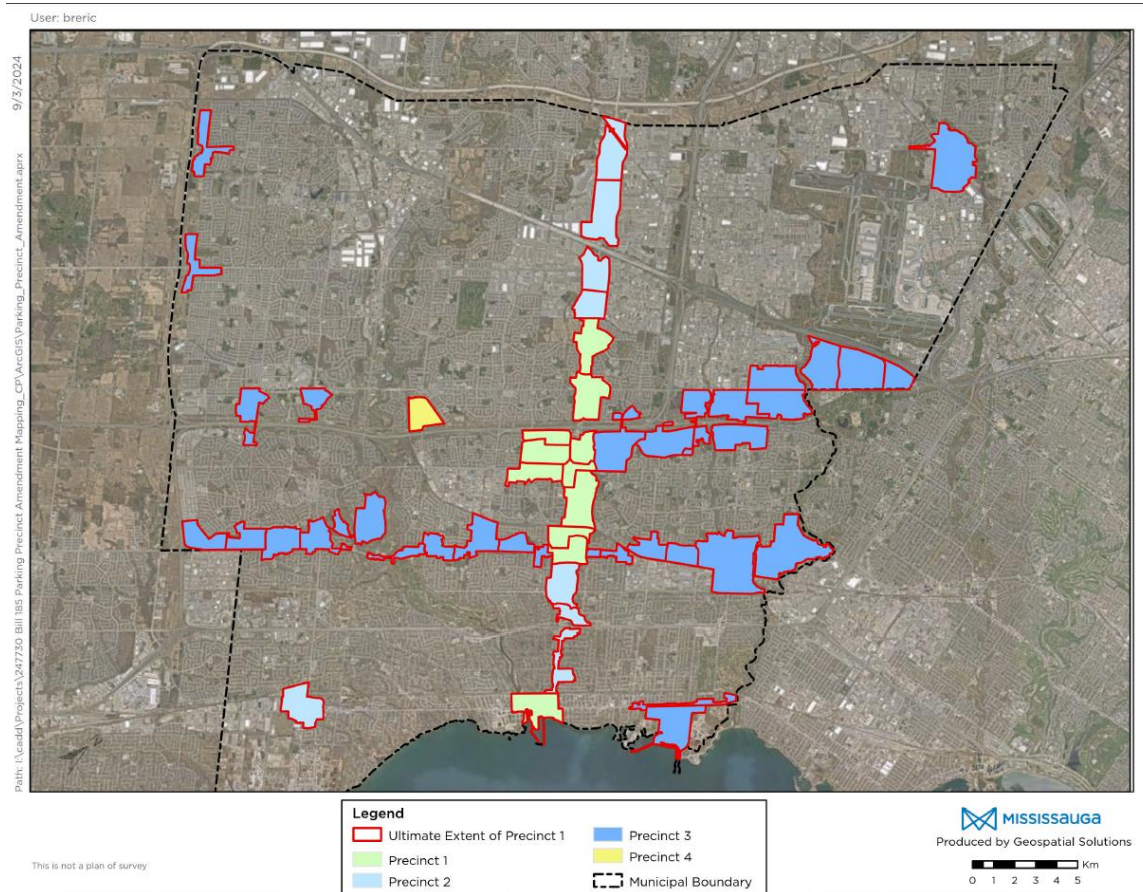 User: breric
9/3/2024
Path: I:\cadd\Projects\247730 Bill 185 Parking Precinct Amendment Mapping_CP\ArcGIS\Parking_Precinct_Amendment.aprx
Legend
Ultimate Extent of Precinct 1
Precinct 1
Precinct 2
Precinct 3
Precinct 4
Municipal Boundary
This is not a plan of survey
MISSISSAUGA
Produced by Geospatial Solutions
Km
0 1 2 3 4 5